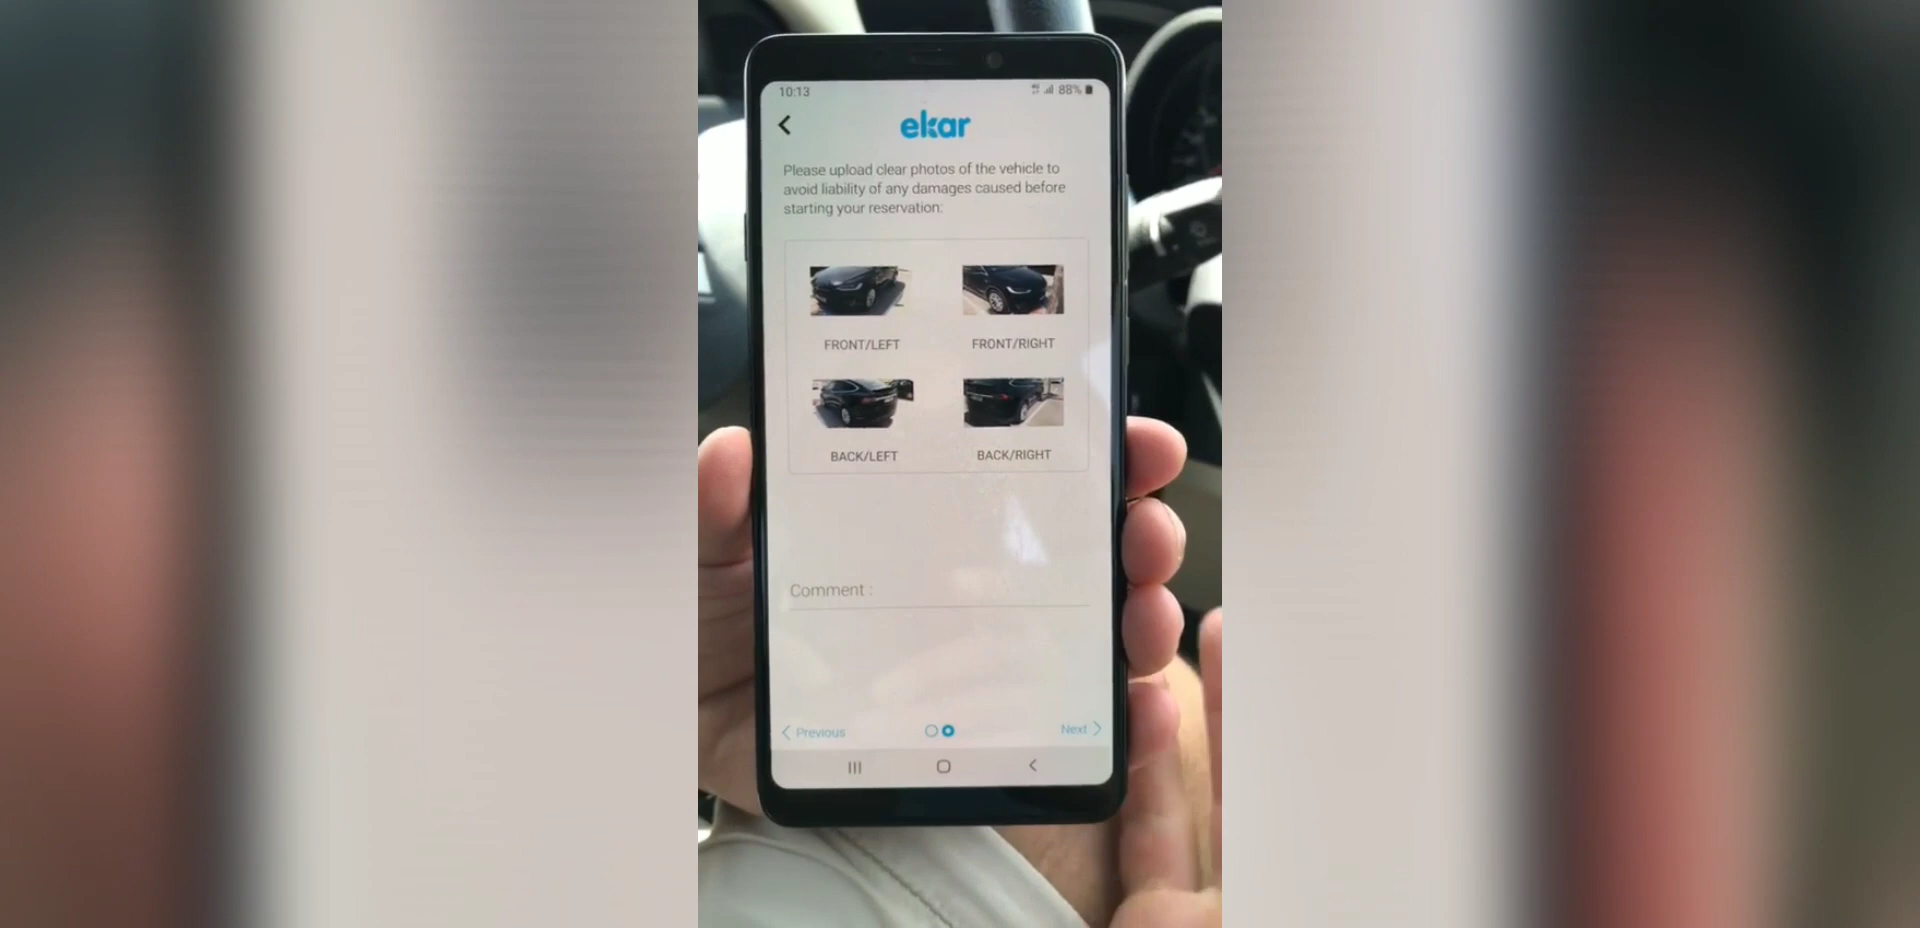 10:13
88%
ekar
Please upload clear photos of the vehicle to
avoid liability of any damages caused before
starting your reservation:
FRONT/LEFT
FRONT/RIGHT
BACK/LEFT
BACK/RIGHT
Comment :
Previous
Next